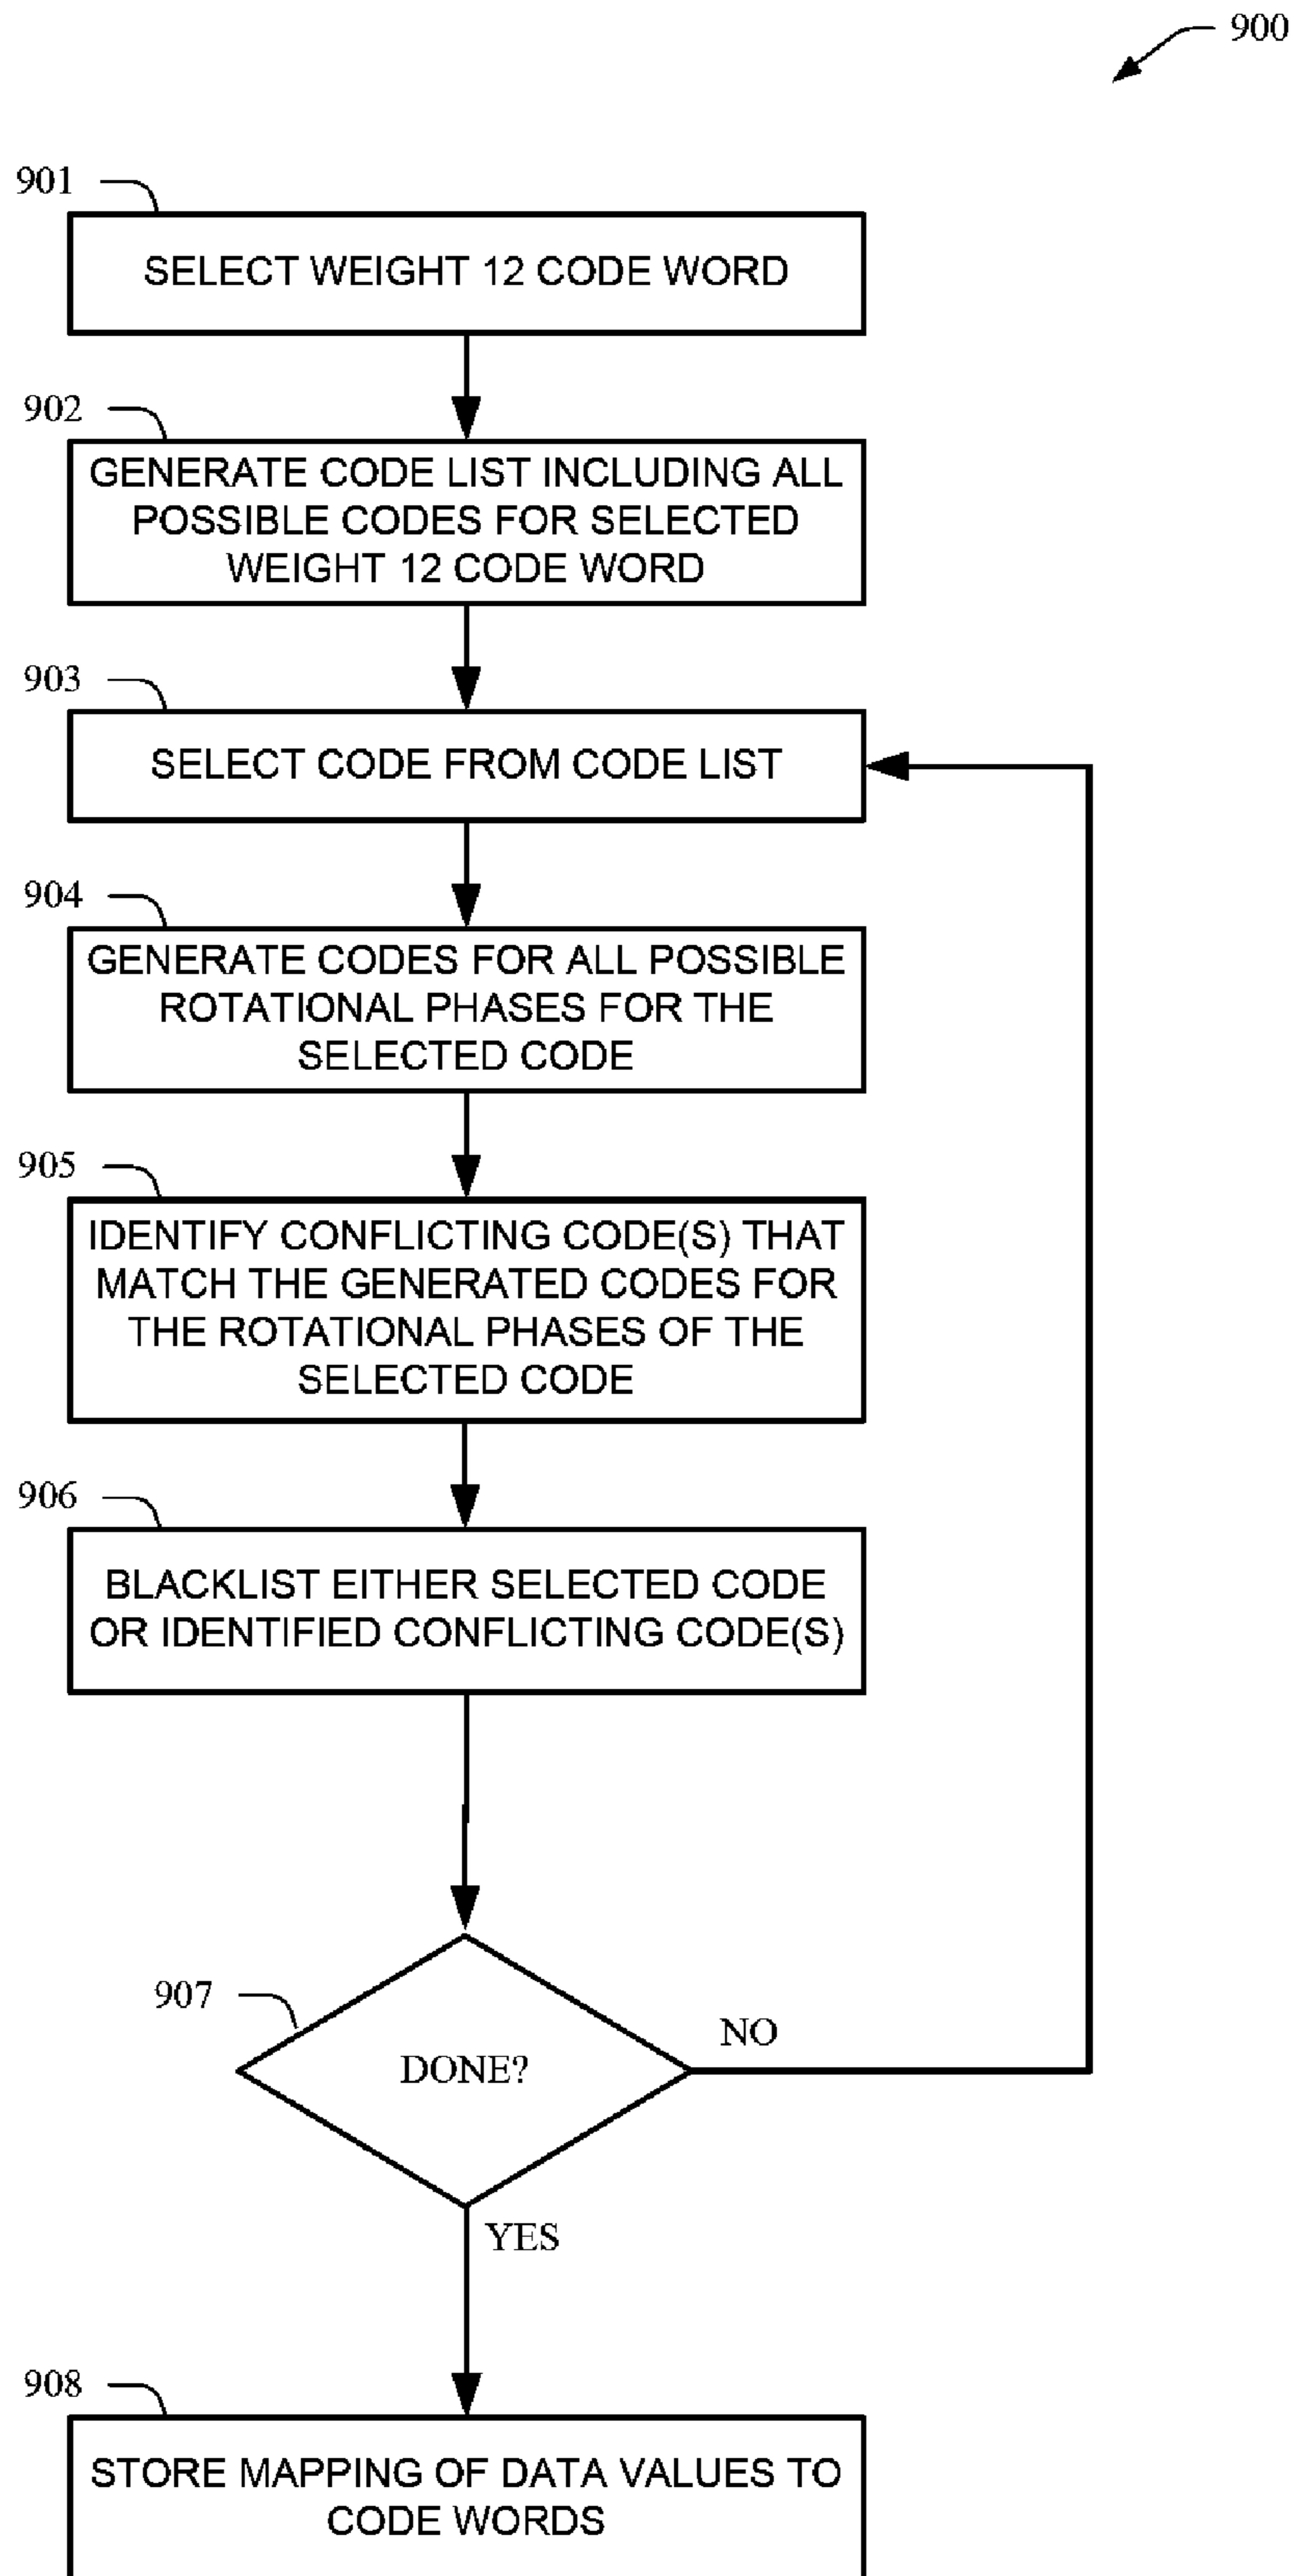 900
901
SELECT WEIGHT 12 CODE WORD
902
GENERATE CODE LIST INCLUDING ALL
POSSIBLE CODES FOR SELECTED
WEIGHT 12 CODE WORD
903
SELECT CODE FROM CODE LIST
904
GENERATE CODES FOR ALL POSSIBLE
ROTATIONAL PHASES FOR THE
SELECTED CODE
905
IDENTIFY CONFLICTING CODE(S) THAT
MATCH THE GENERATED CODES FOR
THE ROTATIONAL PHASES OF THE
SELECTED CODE
906
BLACKLIST EITHER SELECTED CODE
OR IDENTIFIED CONFLICTING CODE(S)
907
DONE?
NO
YES
908
STORE MAPPING OF DATA VALUES TO
CODE WORDS